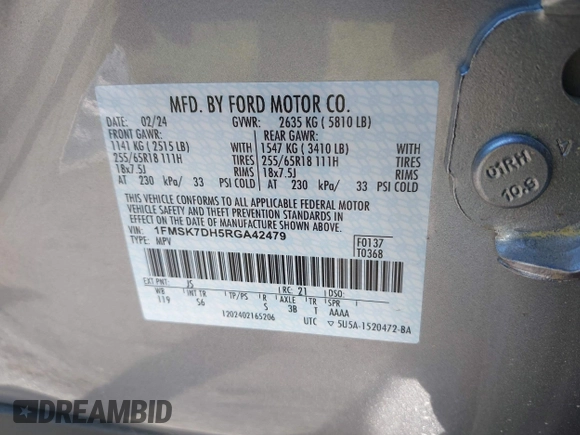 MFD. BY FORD MOTOR CO.
DATE: 02/24 GVWR: 2635 KG ( 5810 LB)
FRONT GAWR: REAR GAWR:
1141 KG ( 2515 LB) WITH 1547 KG ( 3410 LB) WITH
255/65R18 111H TIRES 255/65R18 111H TIRES
18x7.5J RIMS 18x7.5J RIMS
AT 230 kPa/ 33 PSI COLD AT 230 kPa/ 33 PSI COLD
THIS VEHICLE CONFORMS TO ALL APPLICABLE FEDERAL MOTOR
VEHICLE SAFETY AND THEFT PREVENTION STANDARDS IN
EFFECT ON THE DATE OF MANUFACTURE SHOWN ABOVE.
VIN: 1FMSK7DH5RGA42479
TYPE: MPV
F0137
T0368
EXT PNT: JS RC: 21 DSO:
WB INT TR TP/PS R AXLE TR SPR
119 S6 S 3B T AAAA
1202402165206 UTC ▽ 5U5A-1520472-BA
01RH
10.9
DREAMBID